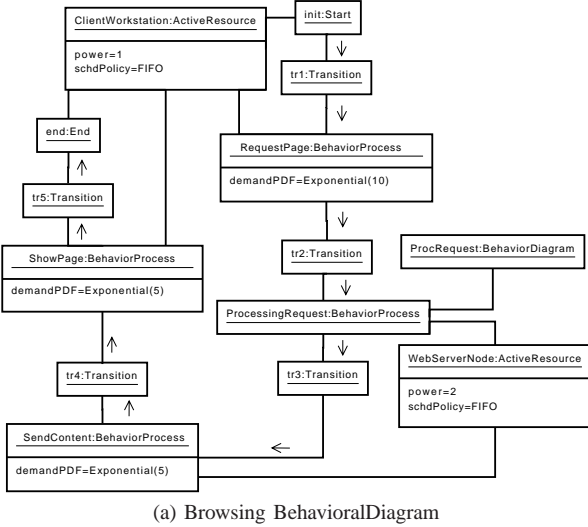 ClientWorkstation:ActiveResource
power=1
schdPolicy=FIFO
init:Start
tr1:Transition
end:End
RequestPage:BehaviorProcess
demandPDF=Exponential(10)
tr5:Transition
tr2:Transition
ProcRequest:BehaviorDiagram
ShowPage:BehaviorProcess
demandPDF=Exponential(5)
ProcessingRequest:BehaviorProcess
WebServerNode:ActiveResource
power=2
schdPolicy=FIFO
tr4:Transition
tr3:Transition
SendContent:BehaviorProcess
demandPDF=Exponential(5)
(a) Browsing BehavioralDiagram